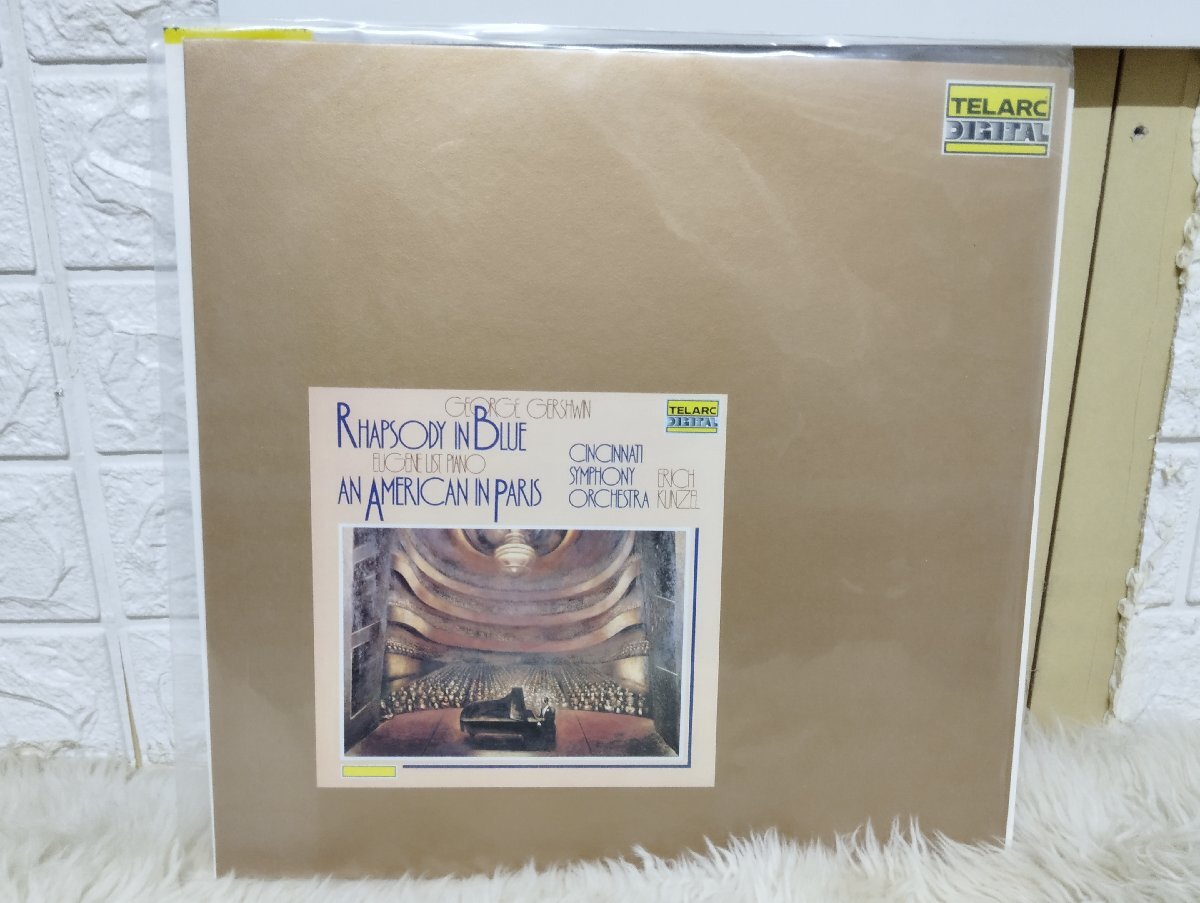 TELARC
DIGITAL
GEORGE GERSHWIN
RHAPSODY IN BLUE
EUGENE LIST PIANO
AN AMERICAN IN PARIS
CINCINNATI
SYMPHONY
ORCHESTRA
ERICH
KUNZEL
TELARC
DIGITAL